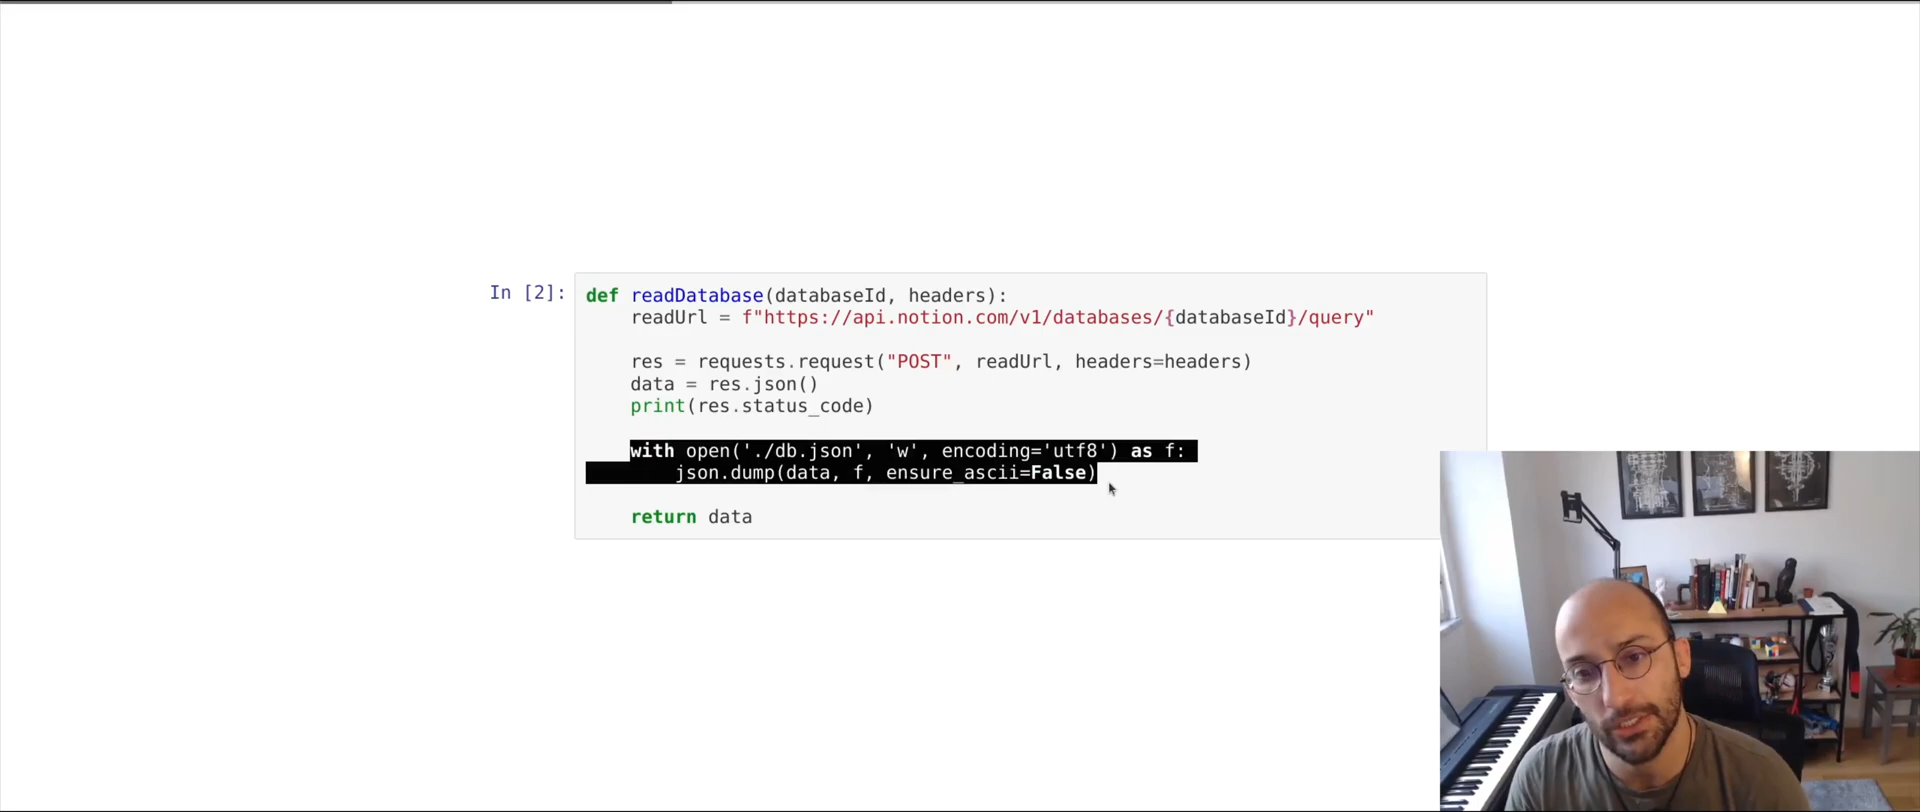 In [2]:
def readDatabase(databaseId, headers):
readUrl = f"https://api.notion.com/v1/databases/{databaseId}/query"
res = requests.request("POST", readUrl, headers=headers)
data = res.json()
print(res.status_code)
with open('./db.json', 'w', encoding='utf8') as f:
json.dump(data, f, ensure_ascii=False)
return data